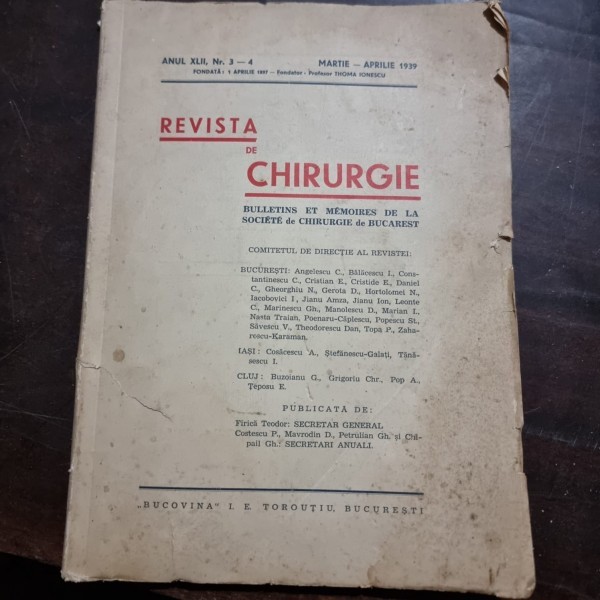 ANUL XLII, Nr. 3 — 4 MARTIE — APRILIE 1939
FONDATĂ: 1 APRILIE 1897 — Fondator: Profesor THOMA IONESCU
REVISTA
DE
CHIRURGIE
BULLETINS ET MÉMOIRES DE LA
SOCIÉTÉ de CHIRURGIE de BUCAREST
COMITETUL DE DIRECȚIE AL REVISTEI:
BUCUREȘTI: Angelescu C., Bălăcescu I., Cons-
tantinescu C., Cristian E., Cristide E., Daniel
C., Gheorghiu N., Gerota D., Hortolomei N.,
Iacobovici I., Jianu Amza, Jianu Ion, Leonte
C., Marinescu Gh., Manolescu D., Marian I.,
Nasta Traian, Poenaru-Căplescu, Popescu St.,
Săvescu V., Theodorescu Dan, Topa P., Zaha-
rescu-Karaman.
IAȘI: Cosăcescu A., Ștefănescu-Galați, Tănă-
sescu I.
CLUJ: Buzoianu G., Grigoriu Chr., Pop A.,
Țeposu E.
PUBLICATĂ DE:
Firică Teodor: SECRETAR GENERAL
Costescu P., Mavrodin D., Petrulian Gh. și Chi-
pail Gh.: SECRETARI ANUALI.
„BUCOVINA" I. E. TOROUȚIU, BUCUREȘTI